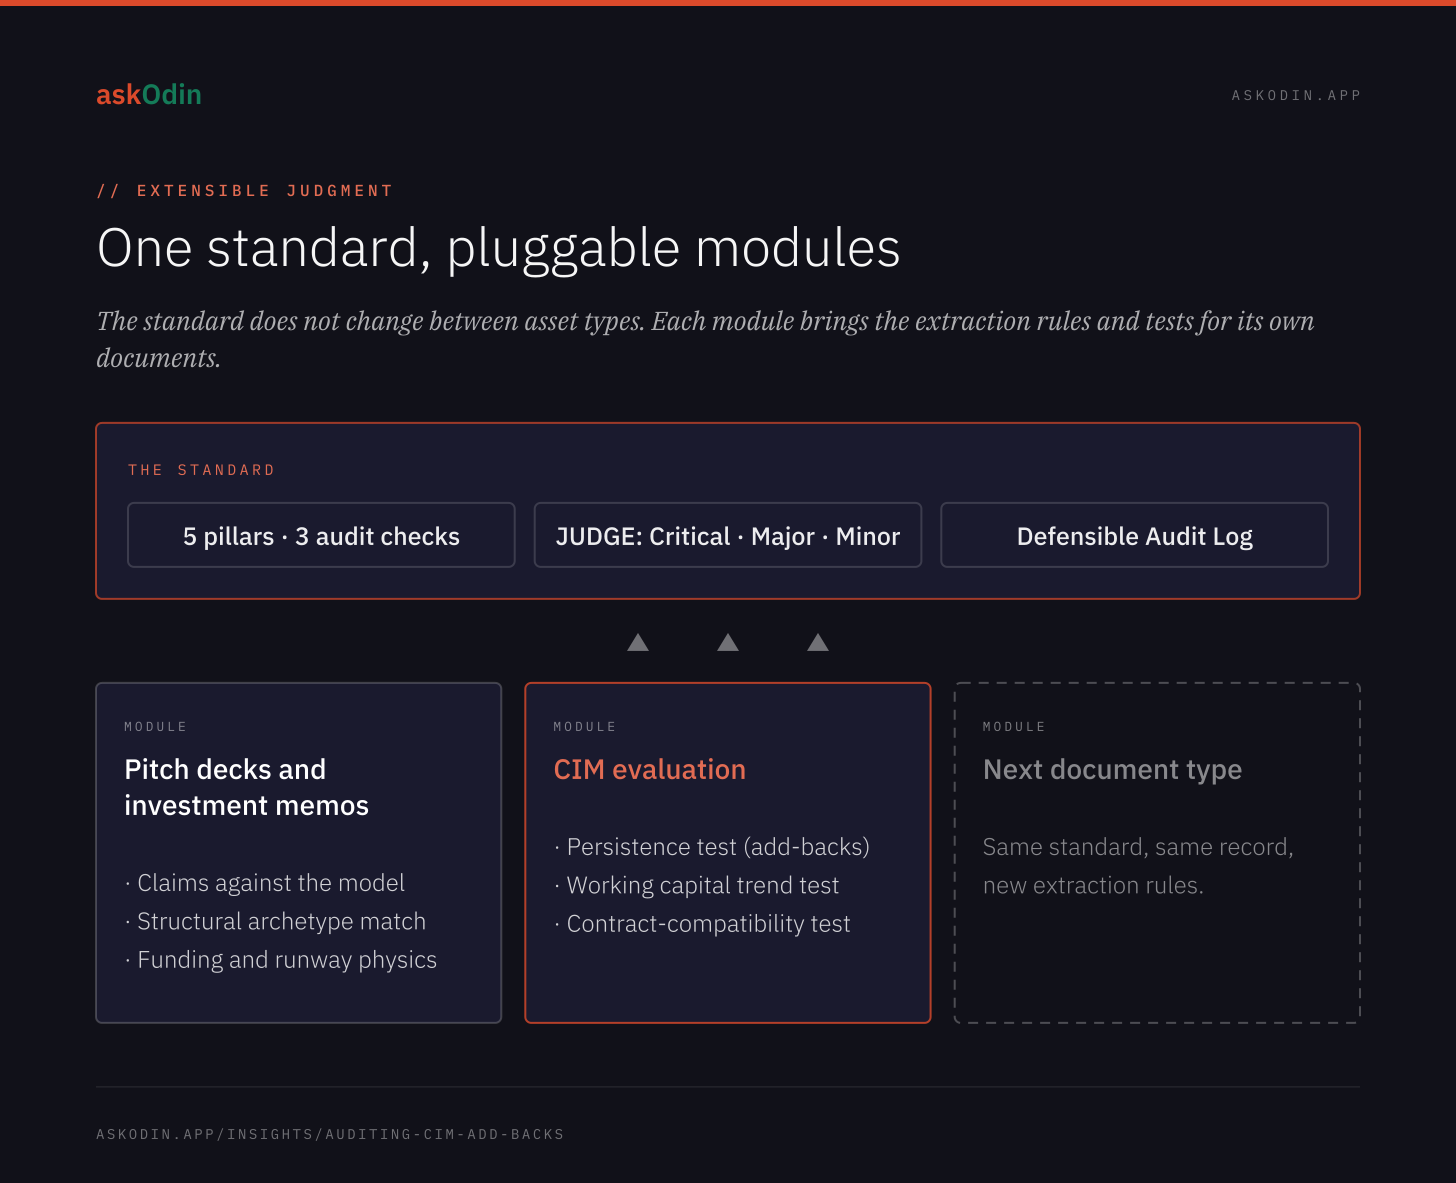 askOdin
ASKODIN.APP
// EXTENSIBLE JUDGMENT
One standard, pluggable modules
The standard does not change between asset types. Each module brings the extraction rules and tests for its own
documents.
THE STANDARD
5 pillars · 3 audit checks
JUDGE: Critical · Major · Minor
Defensible Audit Log
MODULE
Pitch decks and
investment memos
· Claims against the model
· Structural archetype match
· Funding and runway physics
MODULE
CIM evaluation
· Persistence test (add-backs)
· Working capital trend test
· Contract-compatibility test
MODULE
Next document type
Same standard, same record,
new extraction rules.
ASKODIN.APP/INSIGHTS/AUDITING-CIM-ADD-BACKS